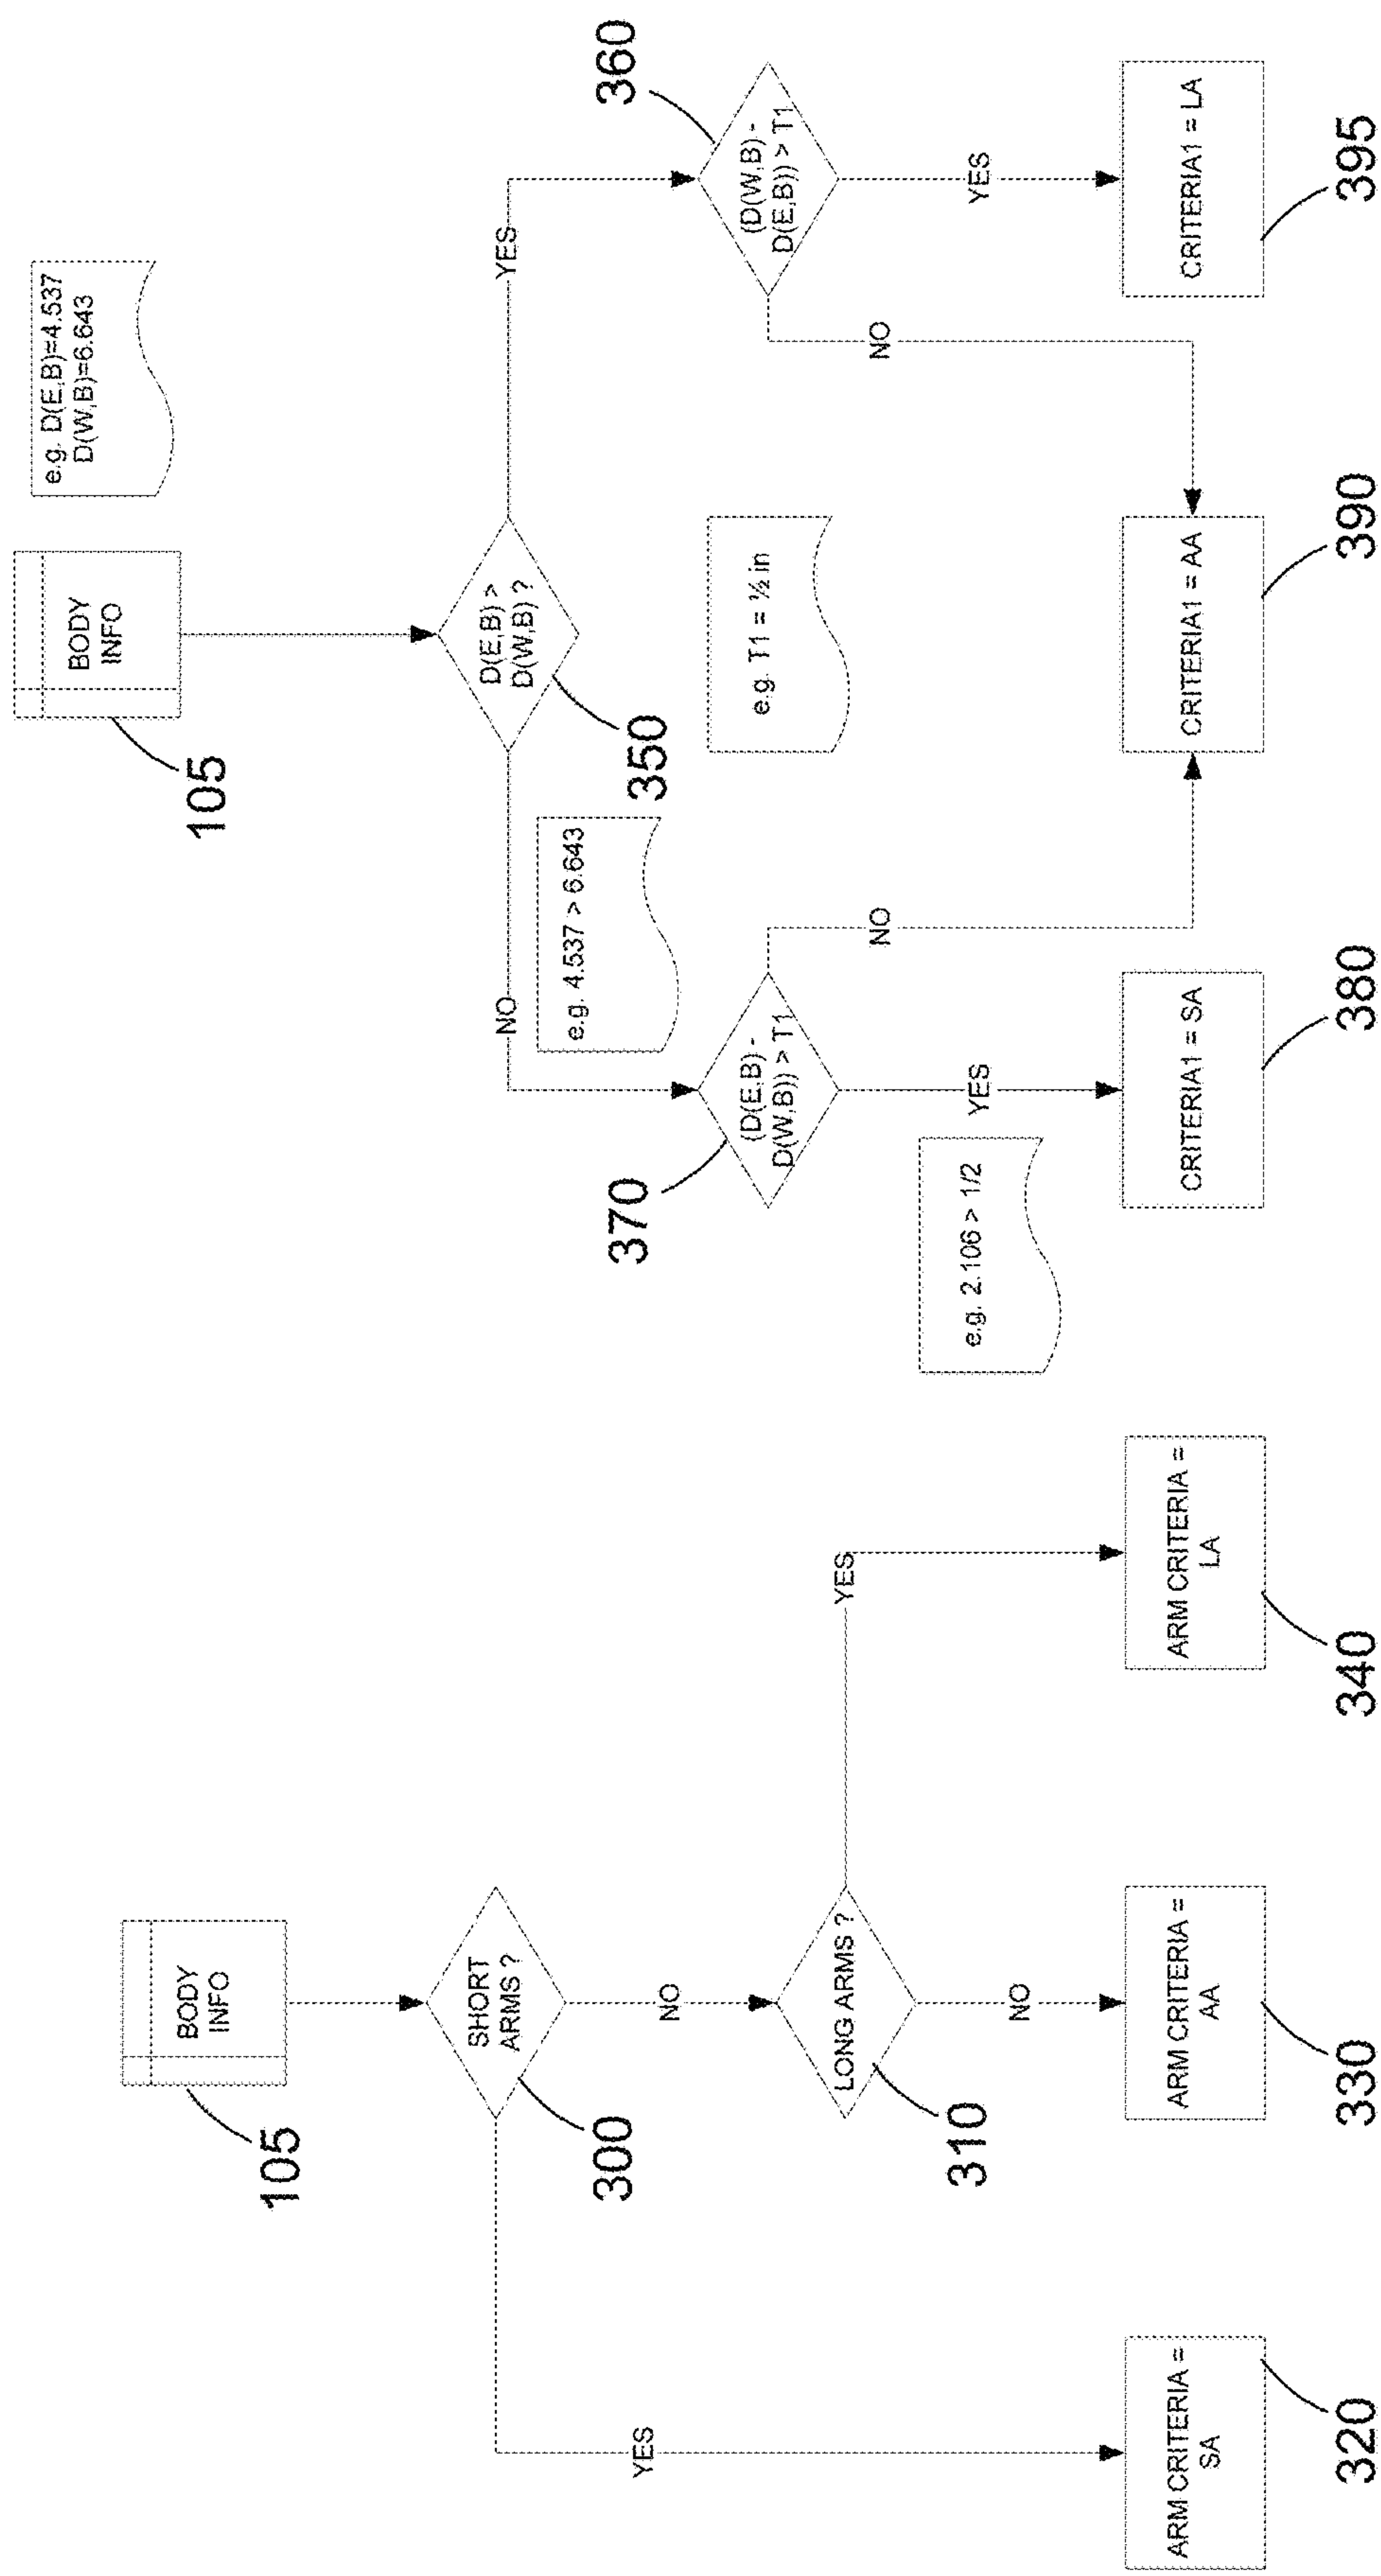 BODY
INFO
105
SHORT
ARMS ?
300
YES
NO
LONG ARMS ?
310
YES
NO
ARM CRITERIA =
SA
320
ARM CRITERIA =
AA
330
ARM CRITERIA =
LA
340
BODY
INFO
105
e.g. D(E,B)=4.537
D(W,B)=6.643
D(E,B) >
D(W,B) ?
350
NO
YES
e.g. 4.537 > 6.643
(D(E,B) -
D(W,B)) > T1
370
e.g. T1 = ½ in
(D(W,B) -
D(E,B)) > T1
360
YES
NO
NO
YES
e.g. 2.106 > 1/2
CRITERIA1 = SA
380
CRITERIA1 = AA
390
CRITERIA1 = LA
395